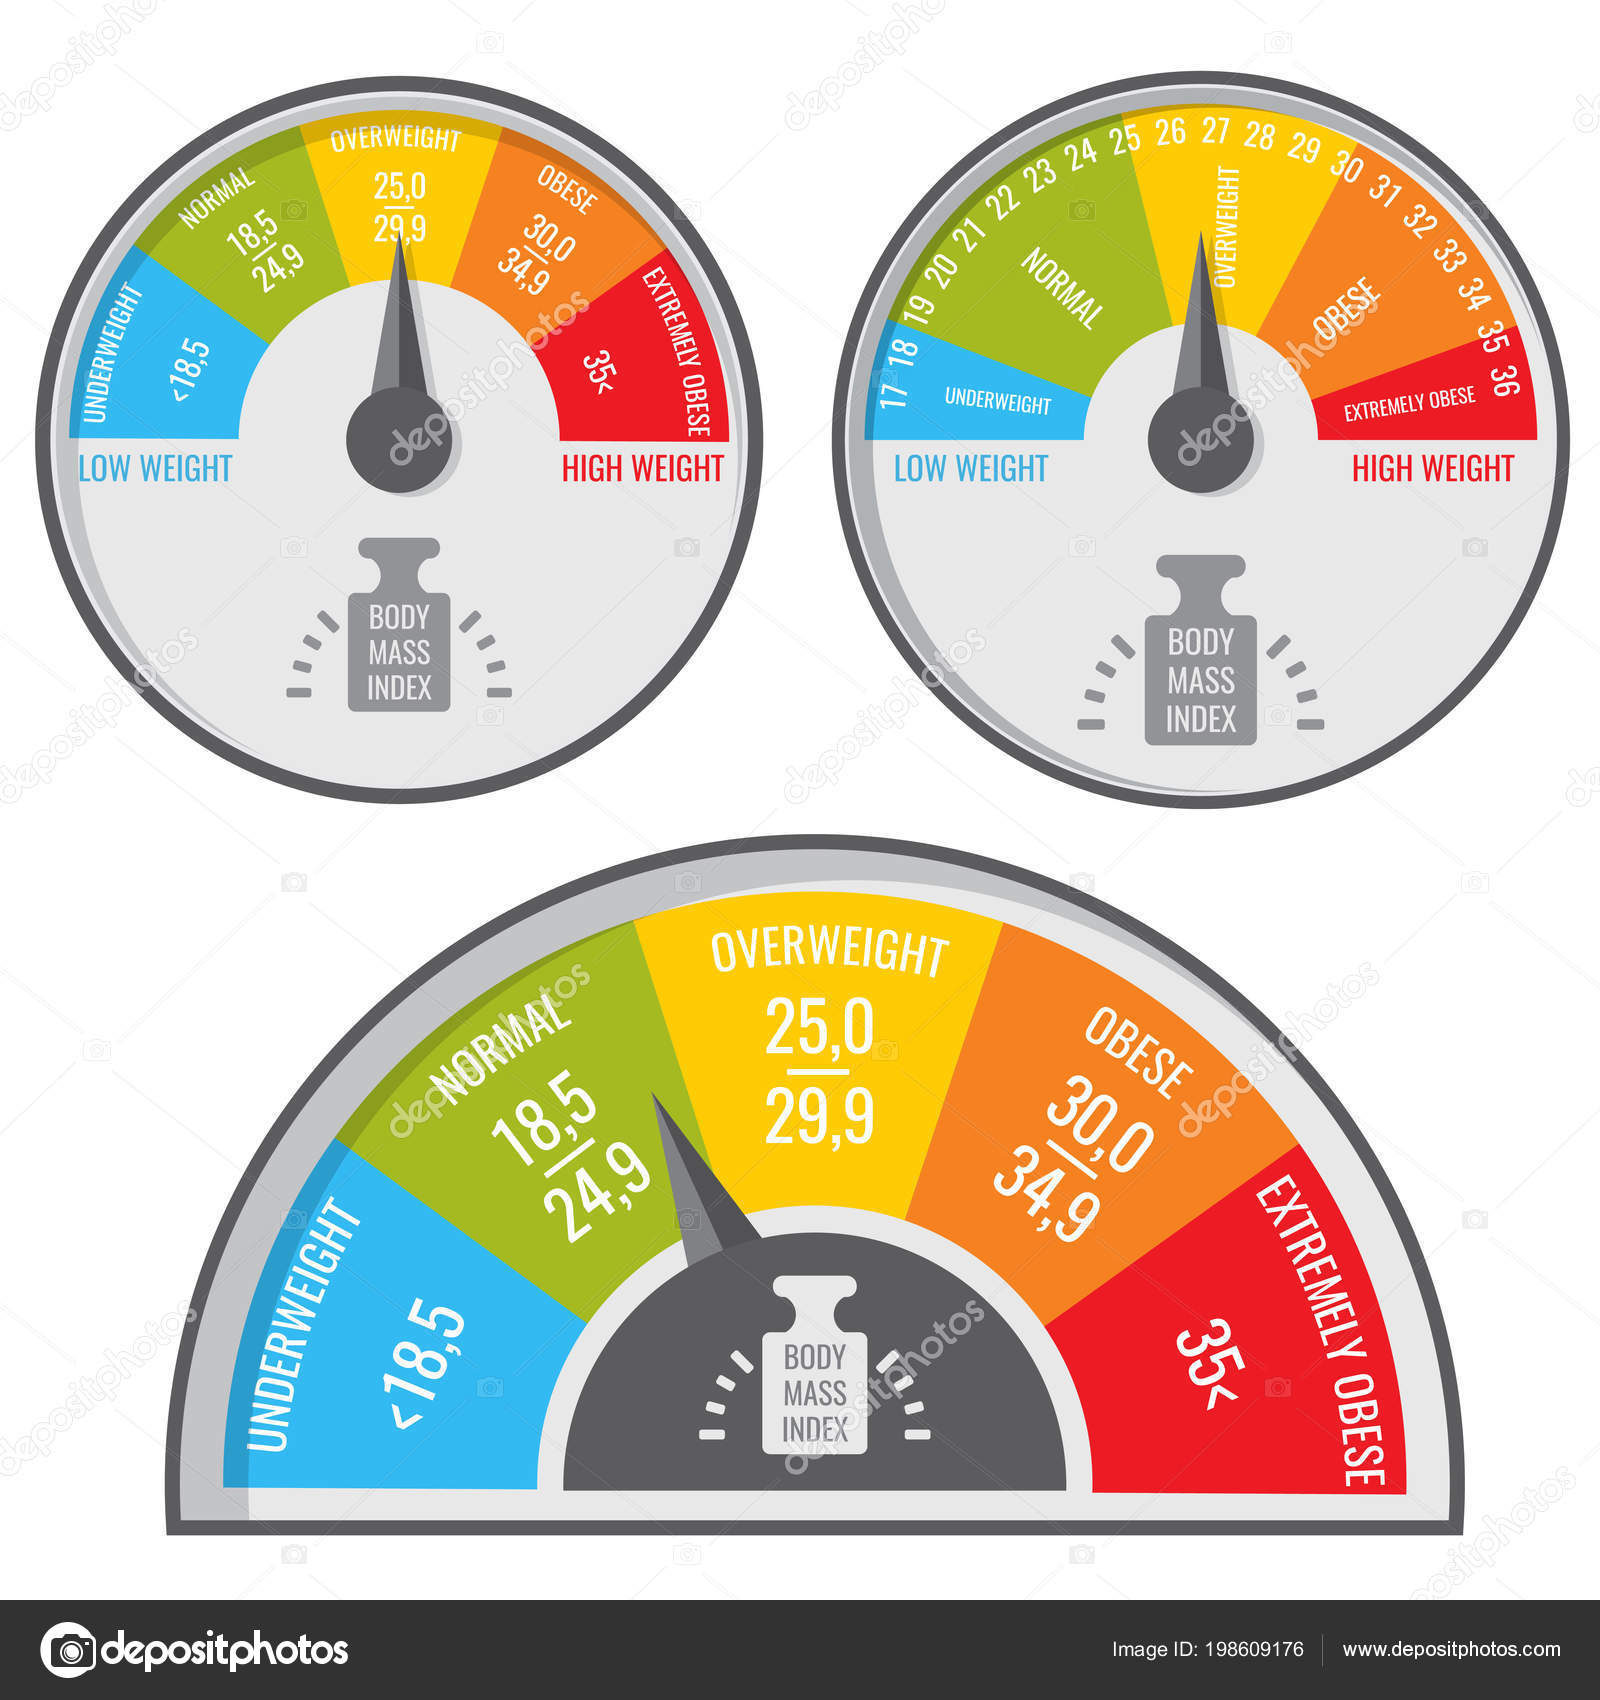 OVERWEIGHT
25,0
29,9
NORMAL
18,5
24,9
OBESE
30,0
34,9
UNDERWEIGHT
<18,5
EXTREMELY OBESE
35<
LOW WEIGHT
HIGH WEIGHT
BODY
MASS
INDEX
17 18 19 20 21 22 23 24 25 26 27 28 29 30 31 32 33 34 35 36
UNDERWEIGHT
NORMAL
OVERWEIGHT
OBESE
EXTREMELY OBESE
LOW WEIGHT
HIGH WEIGHT
BODY
MASS
INDEX
OVERWEIGHT
25,0
29,9
NORMAL
18,5
24,9
OBESE
30,0
34,9
UNDERWEIGHT
<18,5
EXTREMELY OBESE
35<
BODY
MASS
INDEX
depositphotos
Image ID: 198609176
www.depositphotos.com